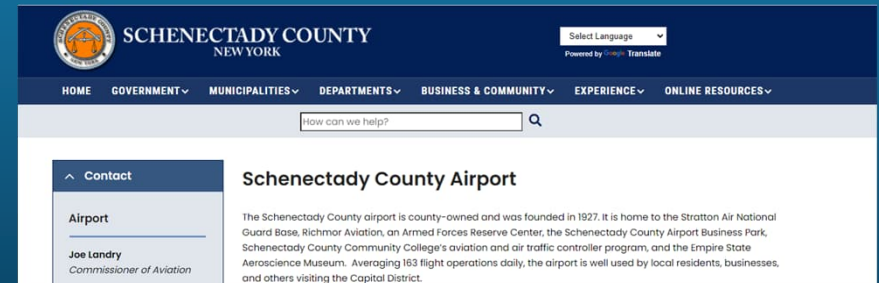 SCHENECTADY COUNTY
NEW YORK
Select Language
Powered by Google Translate
HOME GOVERNMENT MUNICIPALITIES DEPARTMENTS BUSINESS & COMMUNITY EXPERIENCE ONLINE RESOURCES
How can we help?
Contact
Airport
Joe Landry
Commissioner of Aviation
Schenectady County Airport
The Schenectady County airport is county-owned and was founded in 1927. It is home to the Stratton Air National
Guard Base, Richmor Aviation, an Armed Forces Reserve Center, the Schenectady County Airport Business Park,
Schenectady County Community College's aviation and air traffic controller program, and the Empire State
Aeroscience Museum. Averaging 163 flight operations daily, the airport is well used by local residents, businesses,
and others visiting the Capital District.